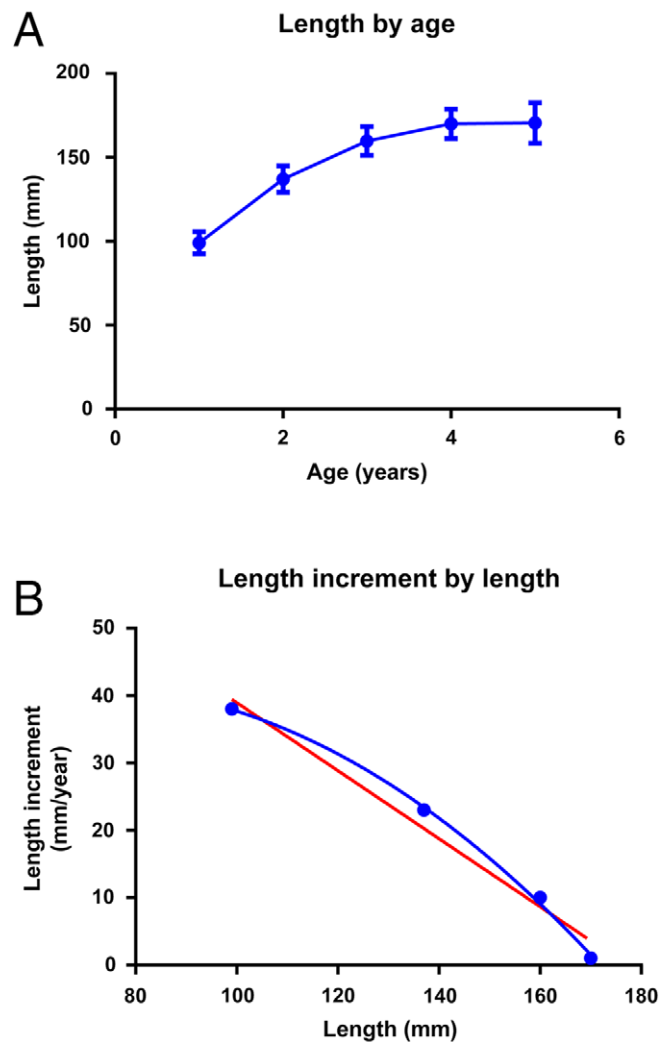 A
Length by age
200
150
100
50
0
Length (mm)
0 2 4 6
Age (years)
B
Length increment by length
50
40
30
20
10
0
Length increment
(mm/year)
80 100 120 140 160 180
Length (mm)